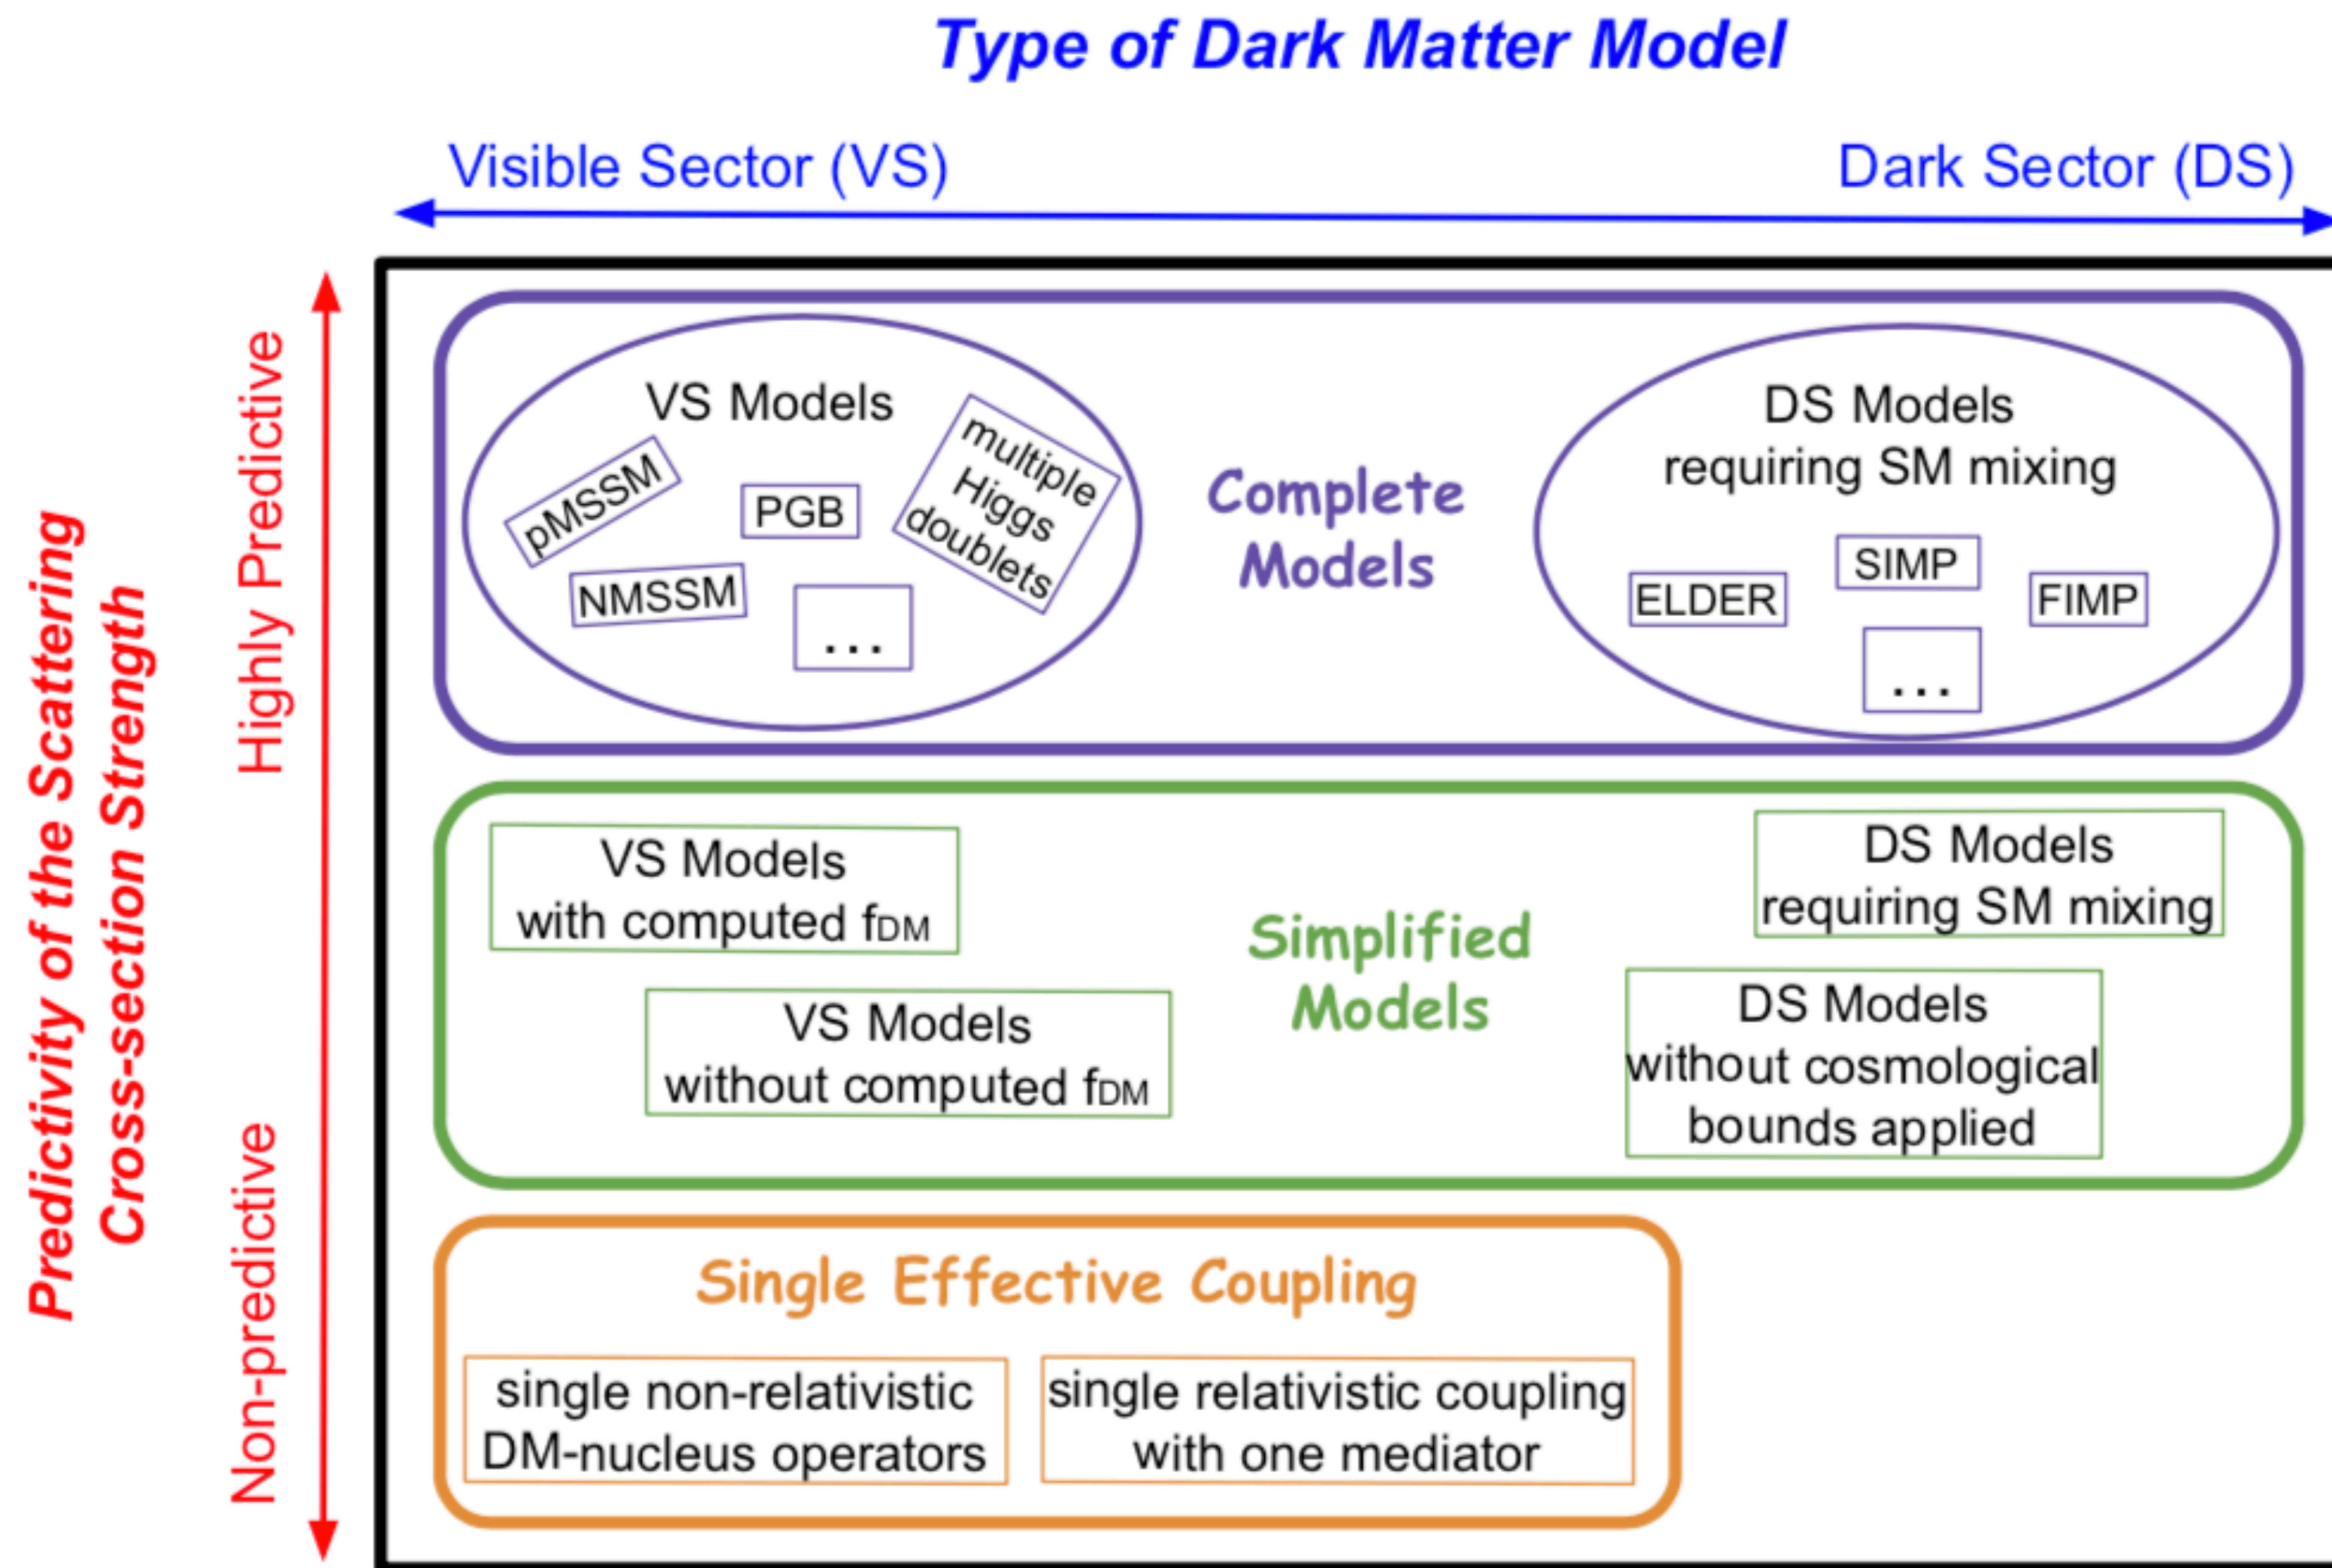 Type of Dark Matter Model
Visible Sector (VS)
Dark Sector (DS)
Predictivity of the Scattering
Cross-section Strength
Highly Predictive
Non-predictive
VS Models
pMSSM
PGB
multiple
Higgs
doublets
NMSSM
...
Complete
Models
DS Models
requiring SM mixing
SIMP
ELDER
FIMP
...
VS Models
with computed fDM
VS Models
without computed fDM
Simplified
Models
DS Models
requiring SM mixing
DS Models
without cosmological
bounds applied
Single Effective Coupling
single non-relativistic
DM-nucleus operators
single relativistic coupling
with one mediator